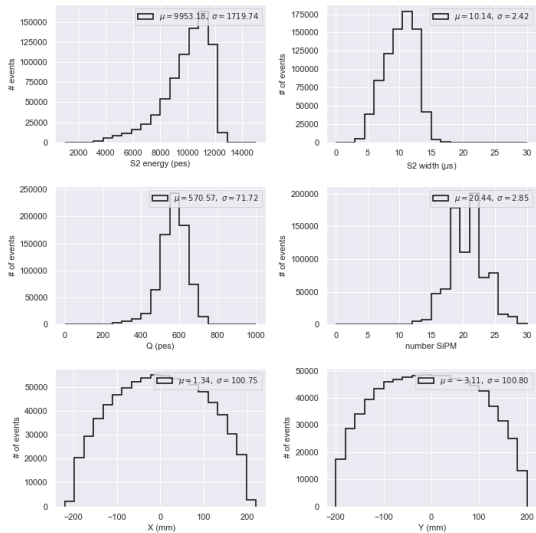 μ = 9953.18, σ = 1719.74
# of events
150000
125000
100000
75000
50000
25000
0
2000 4000 6000 8000 10000 12000 14000
S2 energy (pes)
μ = 10.14, σ = 2.42
# of events
175000
150000
125000
100000
75000
50000
25000
0
0 5 10 15 20 25 30
S2 width (μs)
μ = 570.57, σ = 71.72
# of events
250000
200000
150000
100000
50000
0
0 200 400 600 800 1000
Q (pes)
μ = 20.44, σ = 2.85
# of events
200000
150000
100000
50000
0
0 5 10 15 20 25 30
number SiPM
μ = 1.34, σ = 100.75
# of events
50000
40000
30000
20000
10000
0
−200 −100 0 100 200
X (mm)
μ = −3.11, σ = 100.80
# of events
50000
40000
30000
20000
10000
0
−200 −100 0 100 200
Y (mm)